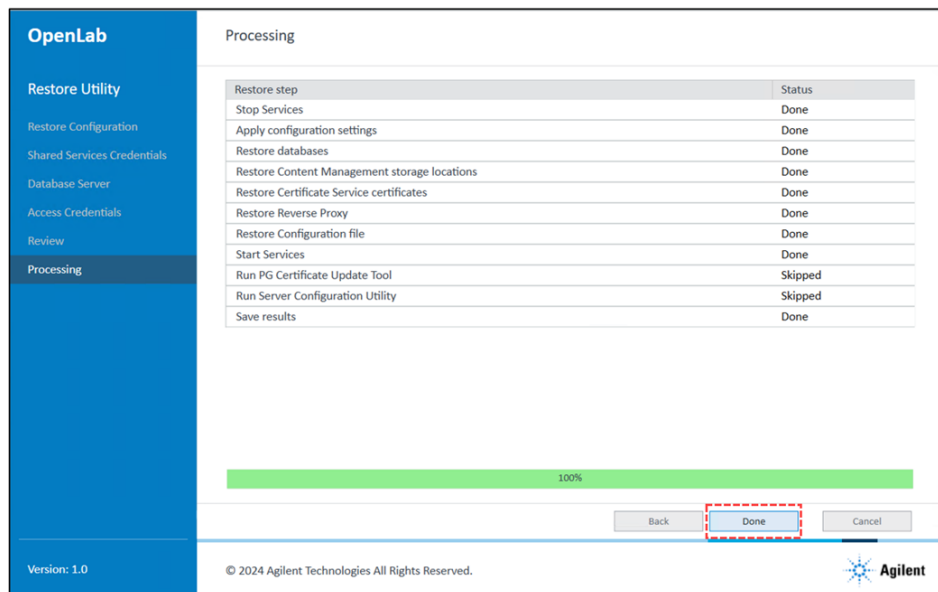 OpenLab
Restore Utility
Restore Configuration
Shared Services Credentials
Database Server
Access Credentials
Review
Processing
Version: 1.0
Processing
Restore step Status
Stop Services Done
Apply configuration settings Done
Restore databases Done
Restore Content Management storage locations Done
Restore Certificate Service certificates Done
Restore Reverse Proxy Done
Restore Configuration file Done
Start Services Done
Run PG Certificate Update Tool Skipped
Run Server Configuration Utility Skipped
Save results Done
100%
Back Done Cancel
© 2024 Agilent Technologies All Rights Reserved.
Agilent